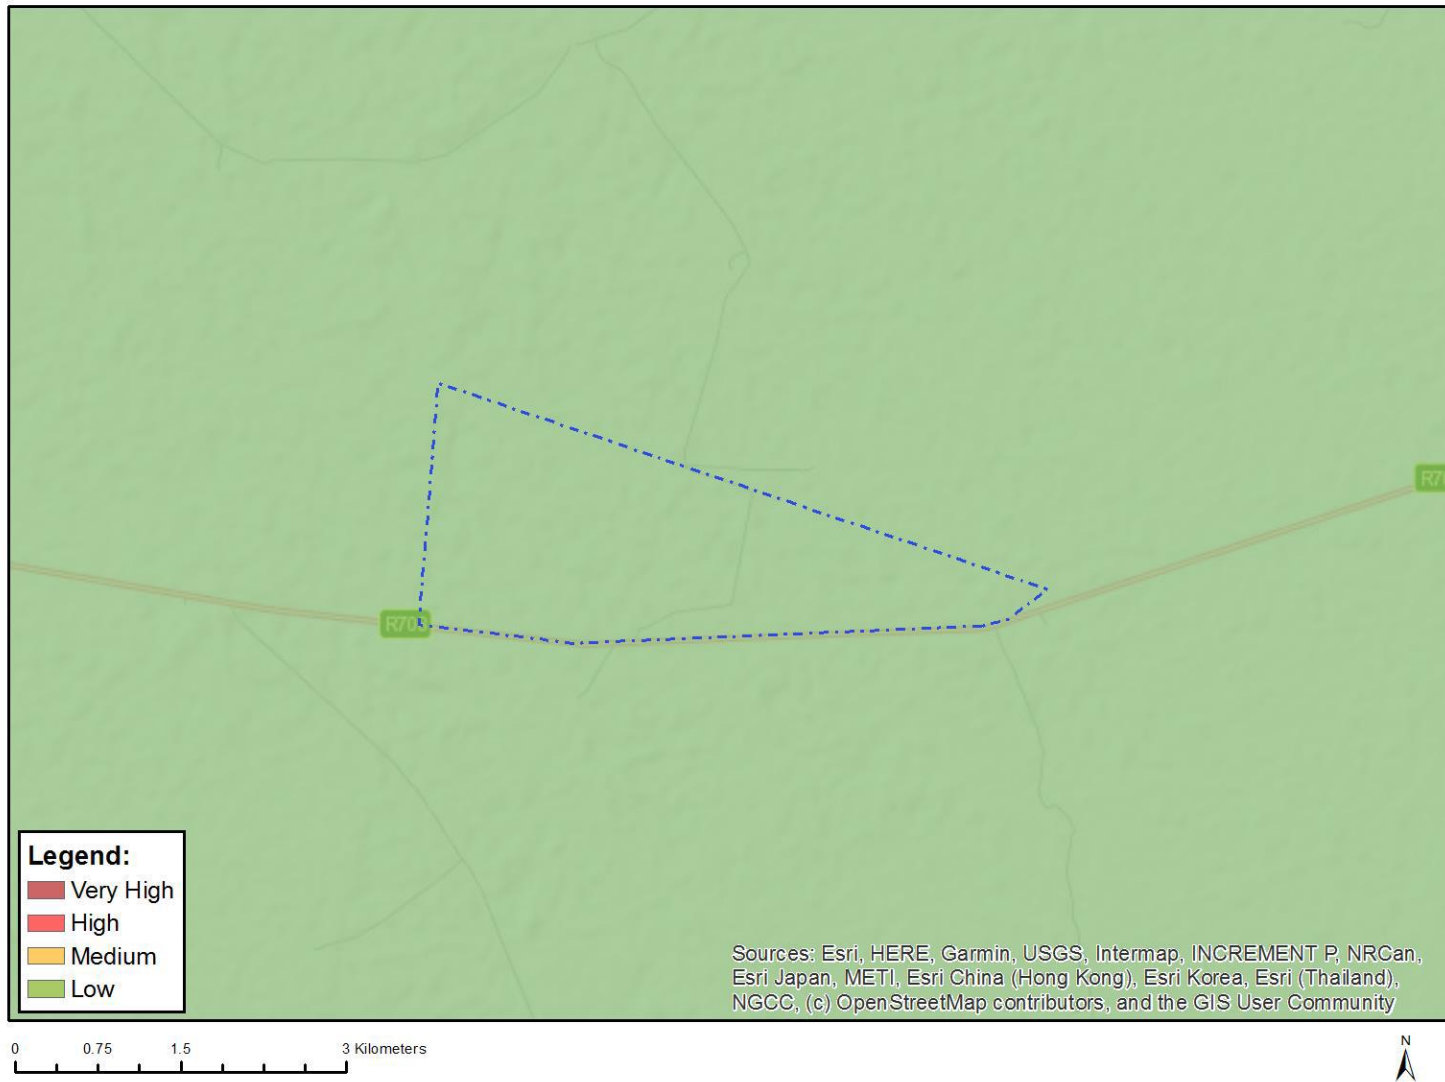 R70
Legend:
Very High
High
Medium
Low
Sources: Esri, HERE, Garmin, USGS, Intermap, INCREMENT P, NRCan,
Esri Japan, METI, Esri China (Hong Kong), Esri Korea, Esri (Thailand),
NGCC, (c) OpenStreetMap contributors, and the GIS User Community
0 0.75 1.5 3 Kilometers
N